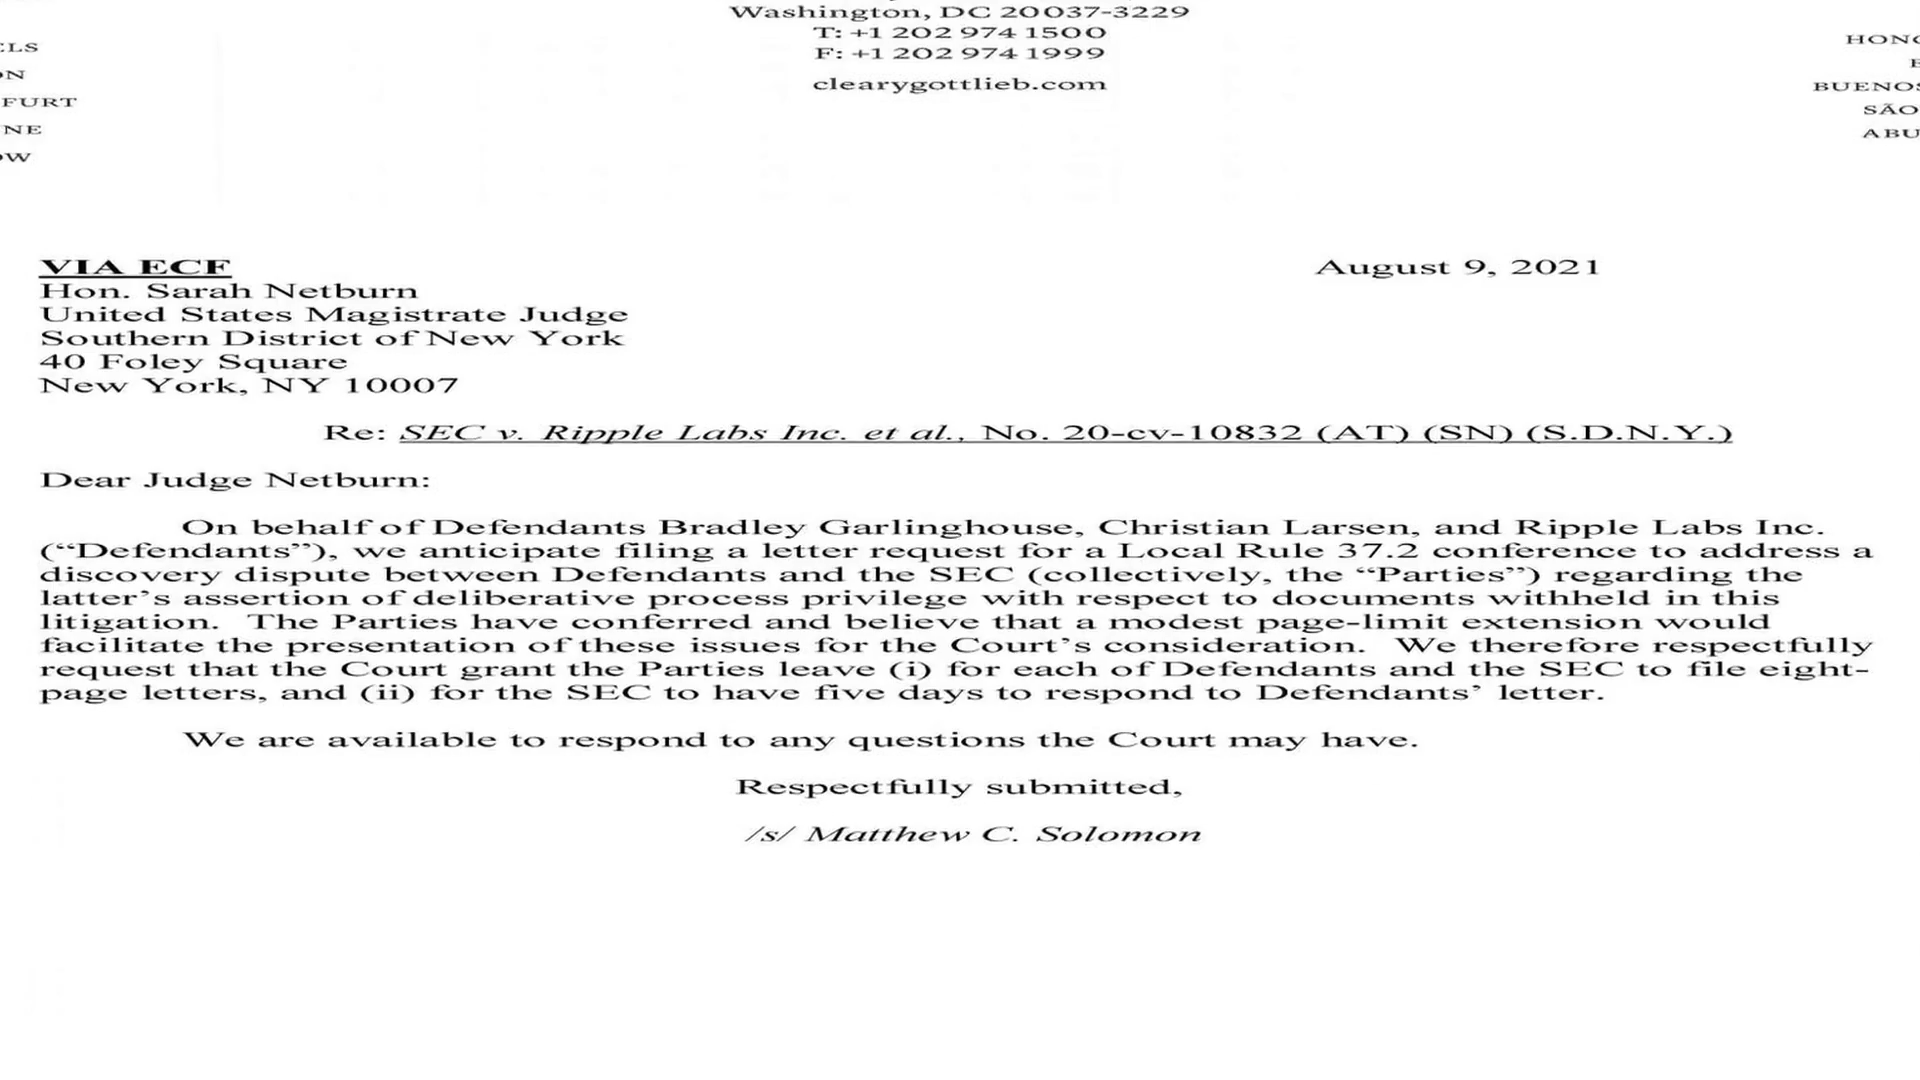 Washington, DC 20037-3229
T: +1 202 974 1500
F: +1 202 974 1999
clearygottlieb.com
FURT
VIA ECF
August 9, 2021
Hon. Sarah Netburn
United States Magistrate Judge
Southern District of New York
40 Foley Square
New York, NY 10007
Re: SEC v. Ripple Labs Inc. et al., No. 20-cv-10832 (AT) (SN) (S.D.N.Y.)
Dear Judge Netburn:
On behalf of Defendants Bradley Garlinghouse, Christian Larsen, and Ripple Labs Inc.
(“Defendants”), we anticipate filing a letter request for a Local Rule 37.2 conference to address a
discovery dispute between Defendants and the SEC (collectively, the “Parties”) regarding the
latter’s assertion of deliberative process privilege with respect to documents withheld in this
litigation. The Parties have conferred and believe that a modest page-limit extension would
facilitate the presentation of these issues for the Court’s consideration. We therefore respectfully
request that the Court grant the Parties leave (i) for each of Defendants and the SEC to file eight-
page letters, and (ii) for the SEC to have five days to respond to Defendants’ letter.
We are available to respond to any questions the Court may have.
Respectfully submitted,
/s/ Matthew C. Solomon